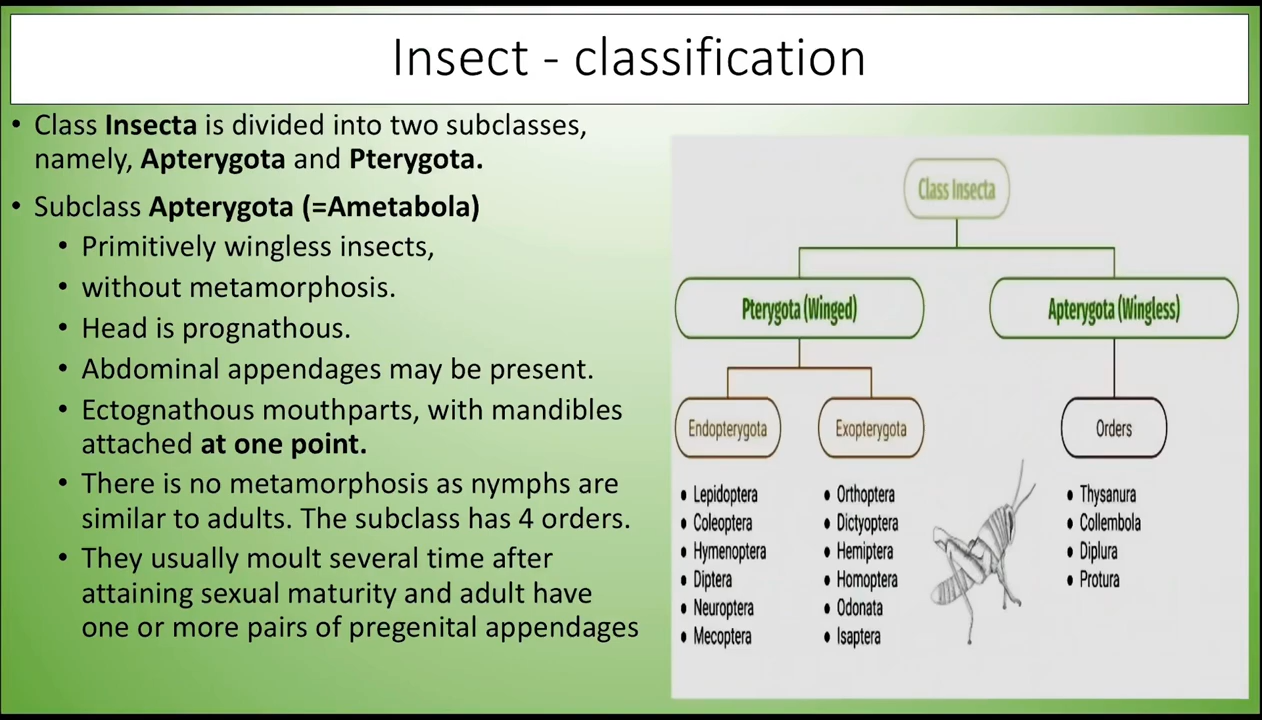 Insect - classification
• Class Insecta is divided into two subclasses,
namely, Apterygota and Pterygota.
• Subclass Apterygota (=Ametabola)
• Primitively wingless insects,
• without metamorphosis.
• Head is prognathous.
• Abdominal appendages may be present.
• Ectognathous mouthparts, with mandibles
attached at one point.
• There is no metamorphosis as nymphs are
similar to adults. The subclass has 4 orders.
• They usually moult several time after
attaining sexual maturity and adult have
one or more pairs of pregenital appendages
Class Insecta
Pterygota (Winged)
Apterygota (Wingless)
Endopterygota
Exopterygota
Orders
• Lepidoptera
• Coleoptera
• Hymenoptera
• Diptera
• Neuroptera
• Mecoptera
• Orthoptera
• Dictyoptera
• Hemiptera
• Homoptera
• Odonata
• Isaptera
• Thysanura
• Collembola
• Diplura
• Protura